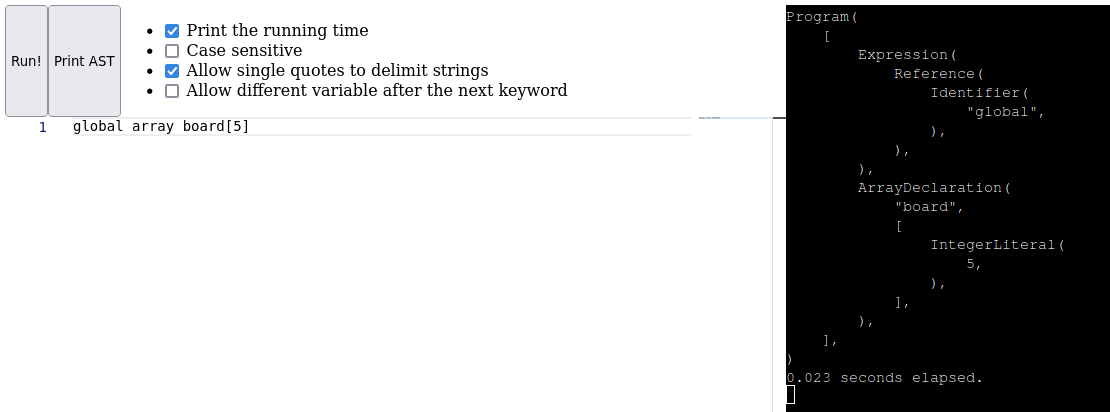 Run!
Print AST
Print the running time
Case sensitive
Allow single quotes to delimit strings
Allow different variable after the next keyword
1 global array board[5]
Program(
    [
        Expression(
            Reference(
                Identifier(
                    "global",
                ),
            ),
        ),
        ArrayDeclaration(
            "board",
            [
                IntegerLiteral(
                    5,
                ),
            ],
        ),
    ],
)
0.023 seconds elapsed.